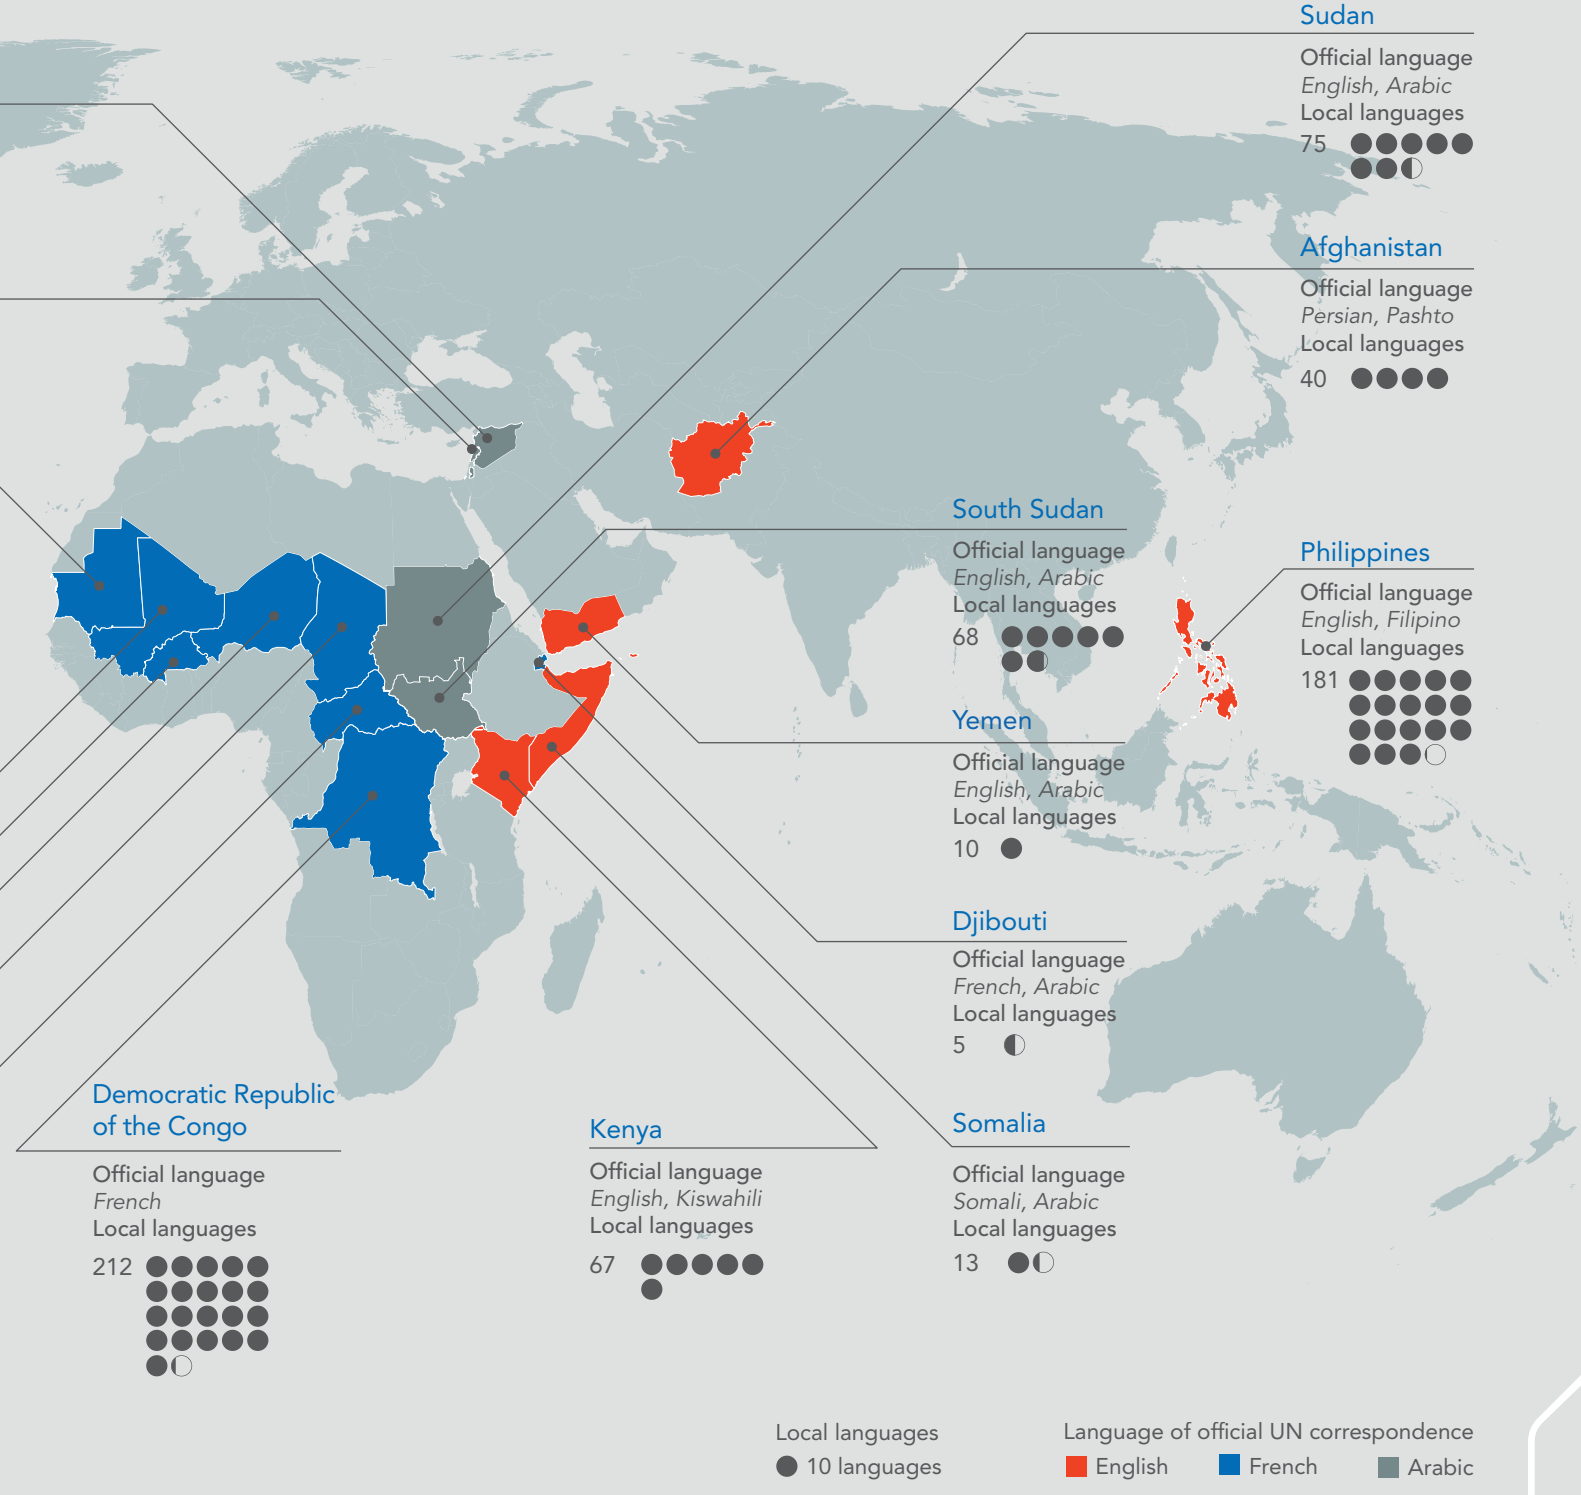 Sudan
Official language
English, Arabic
Local languages
75
Afghanistan
Official language
Persian, Pashto
Local languages
40
South Sudan
Official language
English, Arabic
Local languages
68
Philippines
Official language
English, Filipino
Local languages
181
Yemen
Official language
English, Arabic
Local languages
10
Djibouti
Official language
French, Arabic
Local languages
5
Democratic Republic
of the Congo
Official language
French
Local languages
212
Kenya
Official language
English, Kiswahili
Local languages
67
Somalia
Official language
Somali, Arabic
Local languages
13
Local languages
10 languages
Language of official UN correspondence
English
French
Arabic